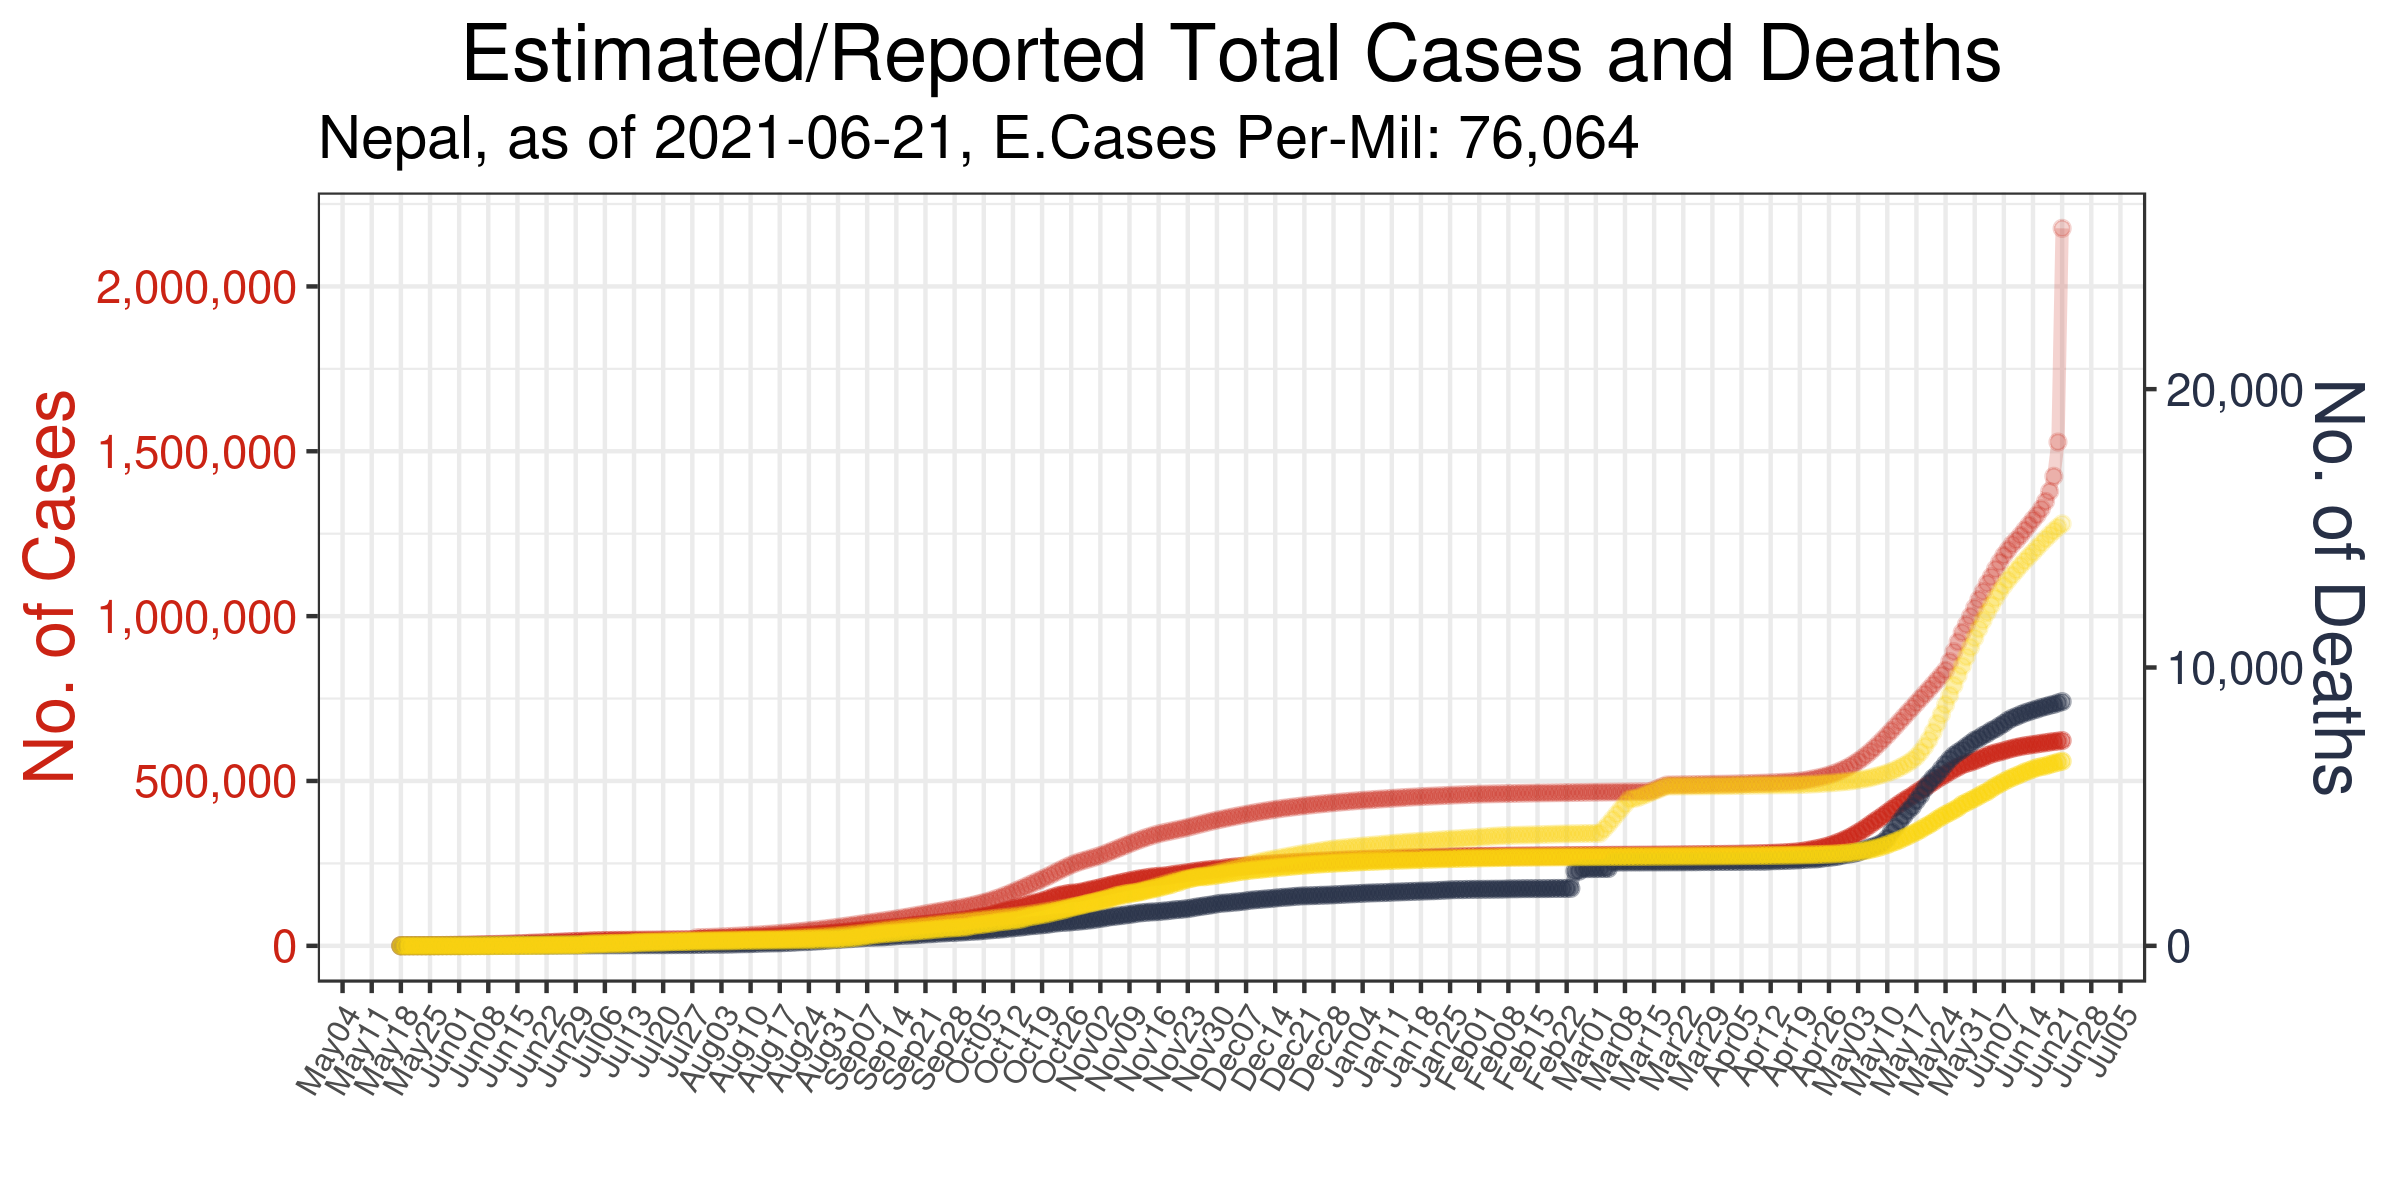 Estimated/Reported Total Cases and Deaths
Nepal, as of 2021-06-21, E.Cases Per-Mil: 76,064
No. of Cases
2,000,000
1,500,000
1,000,000
500,000
0
20,000
10,000
0
No. of Deaths
May04
May11
May18
May25
Jun01
Jun08
Jun15
Jun22
Jun29
Jul06
Jul13
Jul20
Jul27
Aug03
Aug10
Aug17
Aug24
Aug31
Sep07
Sep14
Sep21
Sep28
Oct05
Oct12
Oct19
Oct26
Nov02
Nov09
Nov16
Nov23
Nov30
Dec07
Dec14
Dec21
Dec28
Jan04
Jan11
Jan18
Jan25
Feb01
Feb08
Feb15
Feb22
Mar01
Mar08
Mar15
Mar22
Mar29
Apr05
Apr12
Apr19
Apr26
May03
May10
May17
May24
May31
May07
Jun14
Jun21
Jun28
Jul05